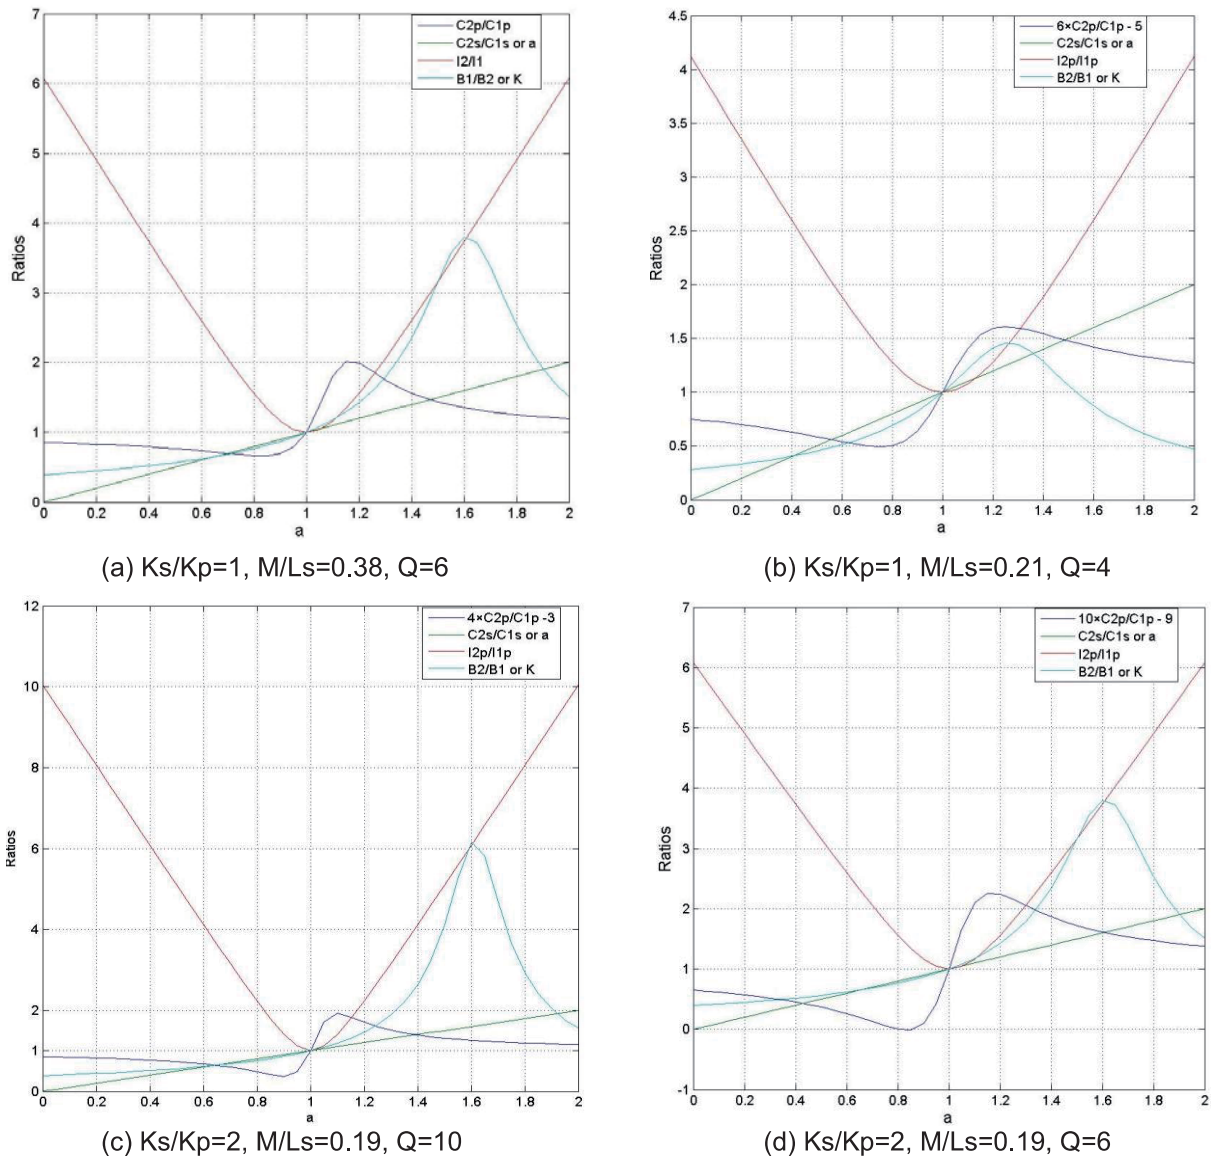 7
6
5
4
3
2
1
0
Ratios
C2p/C1p
C2s/C1s or a
I2/I1
B1/B2 or K
0 0.2 0.4 0.6 0.8 1 1.2 1.4 1.6 1.8 2
a
(a) Ks/Kp=1, M/Ls=0.38, Q=6
4.5
4
3.5
3
2.5
2
1.5
1
0.5
0
Ratios
6×C2p/C1p - 5
C2s/C1s or a
I2p/I1p
B2/B1 or K
0 0.2 0.4 0.6 0.8 1 1.2 1.4 1.6 1.8 2
a
(b) Ks/Kp=1, M/Ls=0.21, Q=4
12
10
8
6
4
2
1
0
Ratios
4×C2p/C1p -3
C2s/C1s or a
I2p/I1p
B2/B1 or K
0 0.2 0.4 0.6 0.8 1 1.2 1.4 1.6 1.8 2
a
(c) Ks/Kp=2, M/Ls=0.19, Q=10
7
6
5
4
3
2
1
0
-1
Ratios
10×C2p/C1p - 9
C2s/C1s or a
I2p/I1p
B2/B1 or K
0 0.2 0.4 0.6 0.8 1 1.2 1.4 1.6 1.8 2
a
(d) Ks/Kp=2, M/Ls=0.19, Q=6